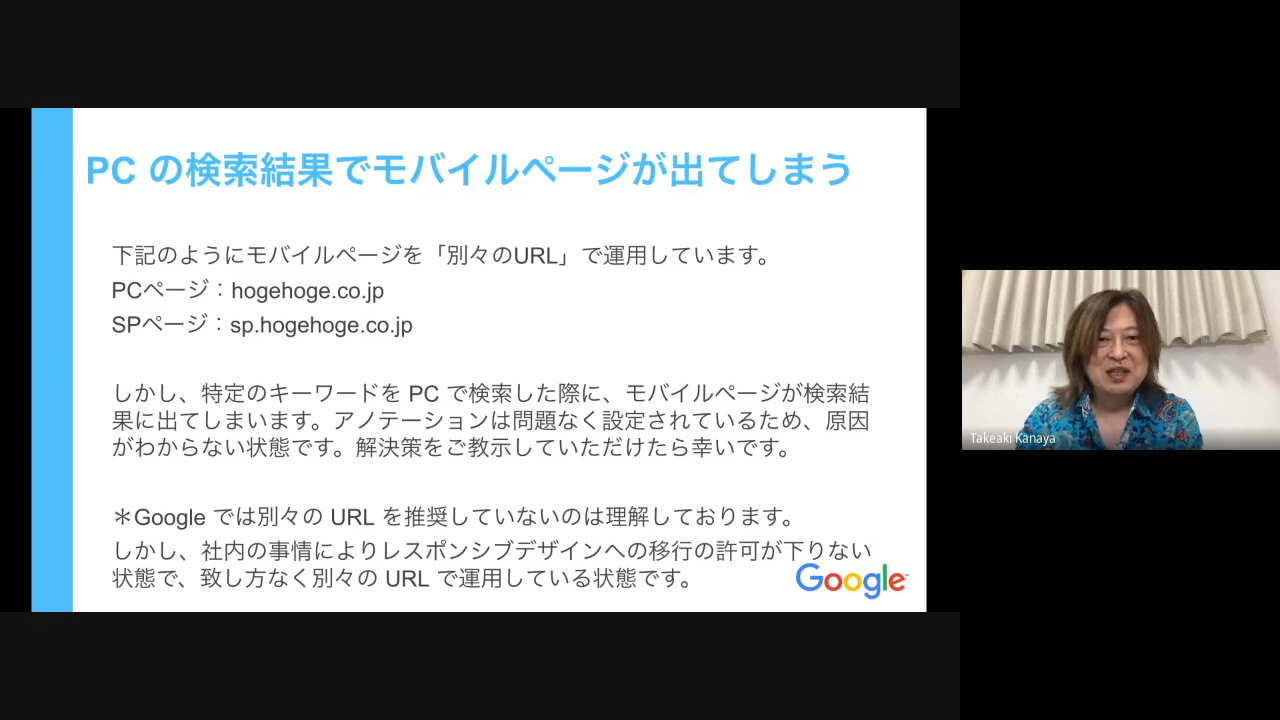 PC の検索結果でモバイルページが出てしまう
下記のようにモバイルページを「別々のURL」で運用しています。
PCページ：hogehoge.co.jp
SPページ：sp.hogehoge.co.jp
しかし、特定のキーワードを PC で検索した際に、モバイルページが検索結
果に出てしまいます。アノテーションは問題なく設定されているため、原因
がわからない状態です。解決策をご教示していただけたら幸いです。
＊Google では別々の URL を推奨していないのは理解しております。
しかし、社内の事情によりレスポンシブデザインへの移行の許可が下りない
状態で、致し方なく別々の URL で運用している状態です。
Google™
Takeaki Kanaya